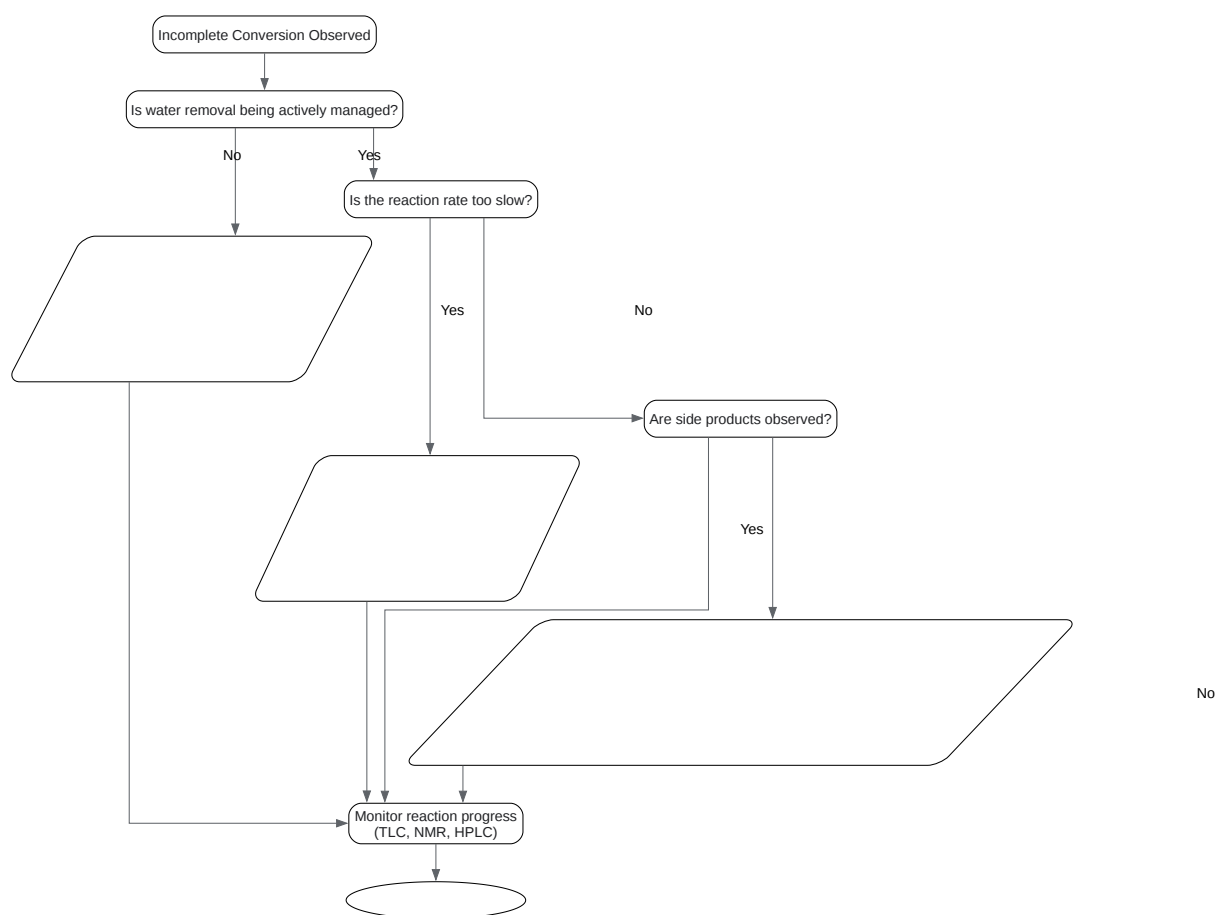 Incomplete Conversion Observed
Is water removal being actively managed?
No
Yes
Is the reaction rate too slow?
Yes
No
Are side products observed?
Yes
No
Monitor reaction progress
(TLC, NMR, HPLC)